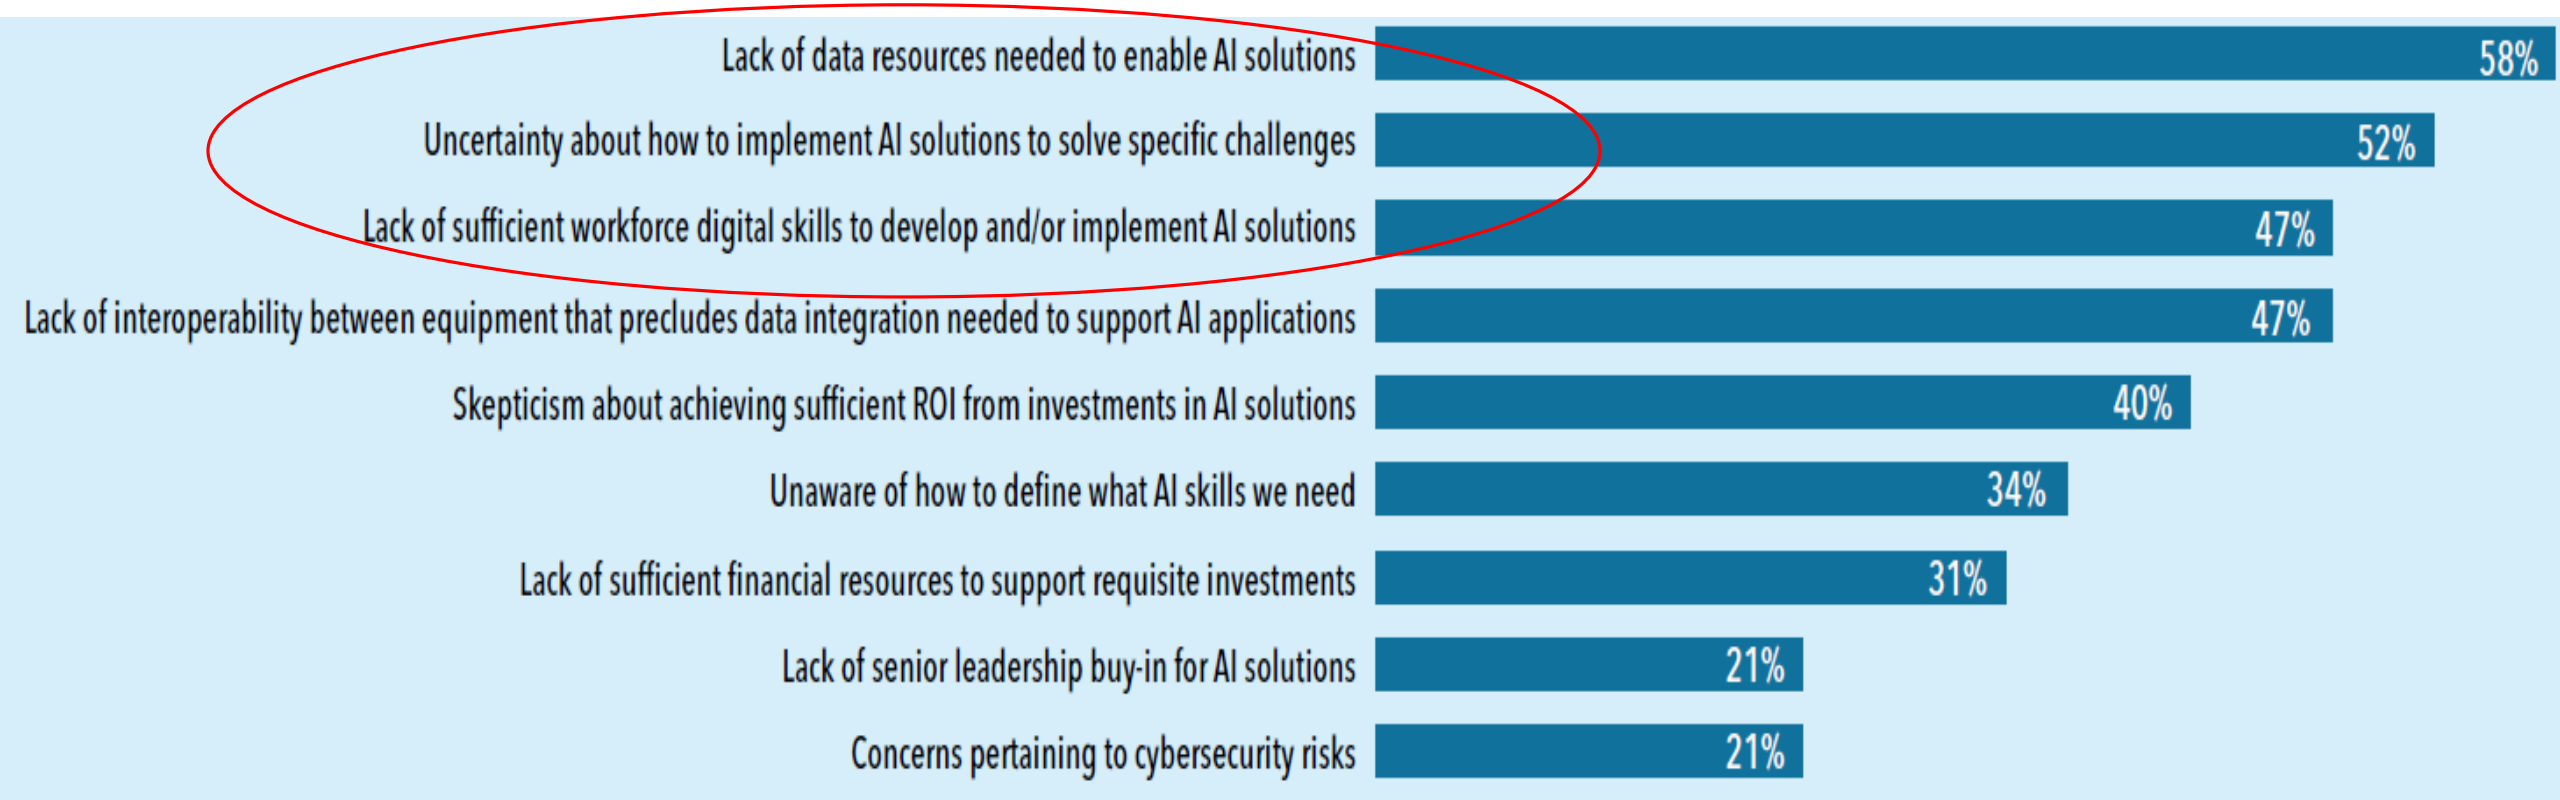 Lack of data resources needed to enable AI solutions 58%
Uncertainty about how to implement AI solutions to solve specific challenges 52%
Lack of sufficient workforce digital skills to develop and/or implement AI solutions 47%
Lack of interoperability between equipment that precludes data integration needed to support AI applications 47%
Skepticism about achieving sufficient ROI from investments in AI solutions 40%
Unaware of how to define what AI skills we need 34%
Lack of sufficient financial resources to support requisite investments 31%
Lack of senior leadership buy-in for AI solutions 21%
Concerns pertaining to cybersecurity risks 21%